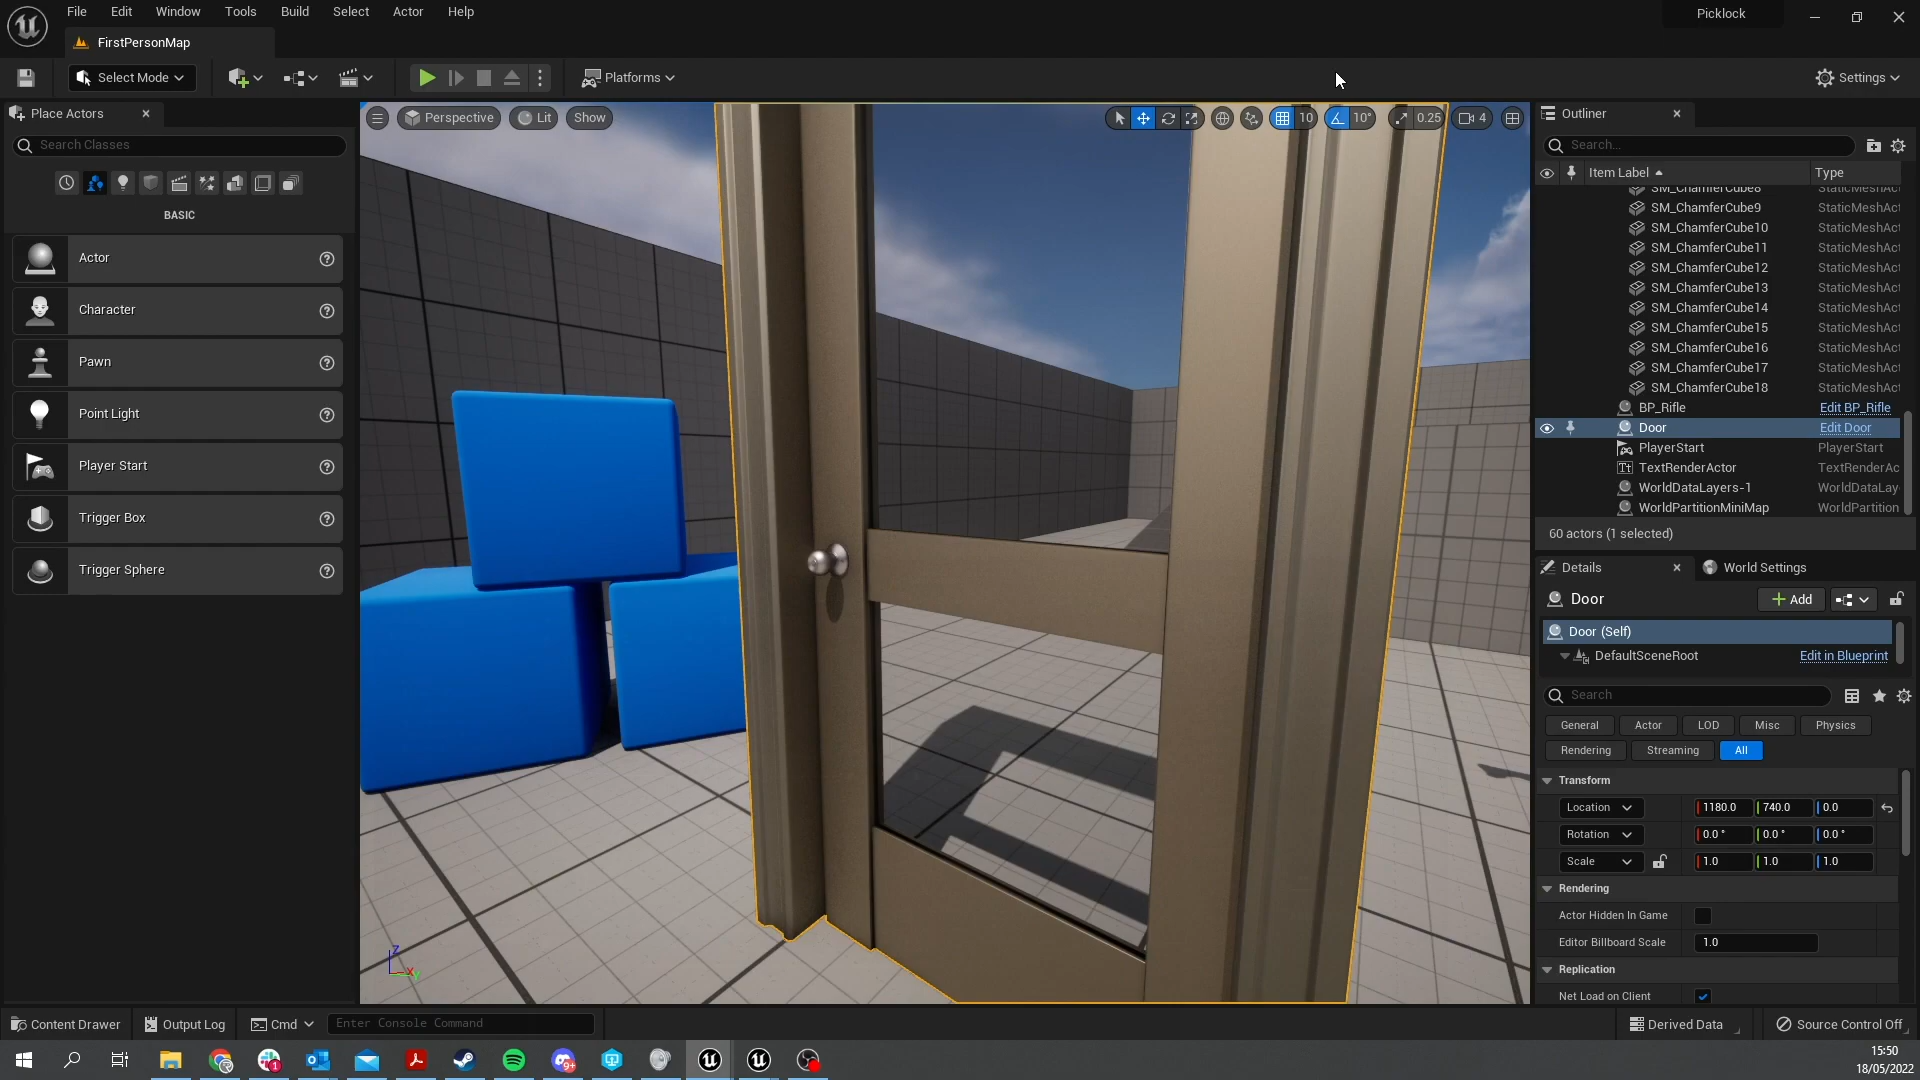 File Edit Window Tools Build Select Actor Help
Picklock
FirstPersonMap
Select Mode
Platforms
Settings
Place Actors
Search Classes
BASIC
Actor
Character
Pawn
Point Light
Player Start
Trigger Box
Trigger Sphere
Perspective Lit Show
10 10° 0.25 4
Outliner
Search...
Item Label Type
SM_ChamferCube8 StaticMeshAct
SM_ChamferCube9 StaticMeshAct
SM_ChamferCube10 StaticMeshAct
SM_ChamferCube11 StaticMeshAct
SM_ChamferCube12 StaticMeshAct
SM_ChamferCube13 StaticMeshAct
SM_ChamferCube14 StaticMeshAct
SM_ChamferCube15 StaticMeshAct
SM_ChamferCube16 StaticMeshAct
SM_ChamferCube17 StaticMeshAct
SM_ChamferCube18 StaticMeshAct
BP_Rifle Edit BP_Rifle
Door Edit Door
PlayerStart PlayerStart
TextRenderActor TextRenderAc
WorldDataLayers-1 WorldDataLay
WorldPartitionMiniMap WorldPartition
60 actors (1 selected)
Details World Settings
Door Add
Door (Self)
DefaultSceneRoot Edit in Blueprint
Search
General Actor LOD Misc Physics
Rendering Streaming All
Transform
Location 1180.0 740.0 0.0
Rotation 0.0° 0.0° 0.0°
Scale 1.0 1.0 1.0
Rendering
Actor Hidden In Game
Editor Billboard Scale 1.0
Replication
Net Load on Client
Z
X
Y
Content Drawer Output Log Cmd Enter Console Command
Derived Data Source Control Off
1
9+
15:50
18/05/2022